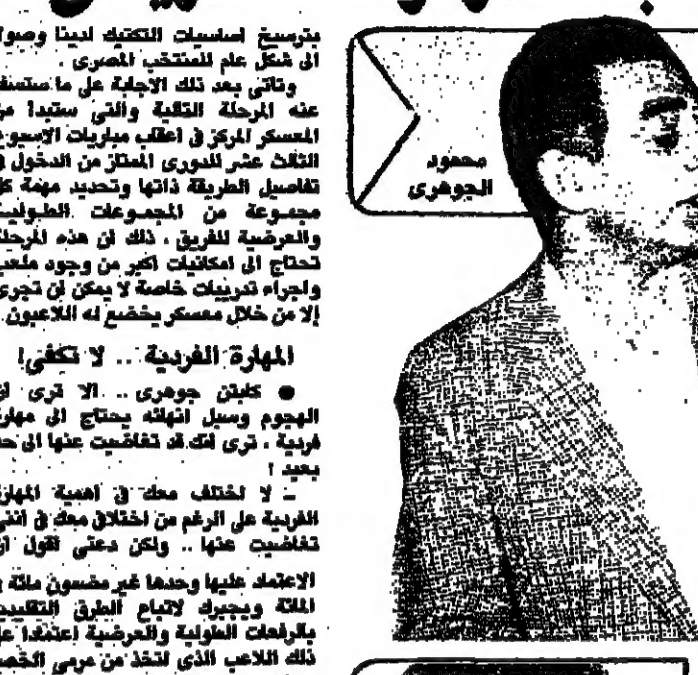 بترسيخ اساسيات التكتيك لدينا وصولا
الى شكل عام للمنتخب المصرى .
وتاتى بعد ذلك الاجابة على ما ستسفر
عنه المرحلة التالية والتى ستبدا من
المعسكر المركز فى اعقاب مباريات الاسبوع
الثالث عشر للدورى الممتاز من الدخول فى
تفاصيل الطريقة ذاتها وتحديد مهمة كل
مجموعة من المجموعات الطولية
والعرضية للفريق ، ذلك ان هذه المرحلة
تحتاج الى امكانيات اكبر من وجود ملعب
واجراء تدريبات خاصة لا يمكن ان تجرى
إلا من خلال معسكر يخضع له اللاعبون
المهارة الفردية .. لا تكفى !
● كابتن جوهرى .. الا ترى ان
الهجوم وسبل انهائه يحتاج الى مهارة
فردية ، ترى انك قد تغاضيت عنها الى حد
بعيد !
ــ لا اختلف معك فى اهمية المهارة
الفردية على الرغم من اختلافى معك فى اننى
تغاضيت عنها .. ولكن دعنى اقول ان
الاعتماد عليها وحدها غير مضمون مائة فى
المائة ويجبرك لاتباع الطرق التقليدية
بالرفعات الطولية والعرضية اعتمادا على
ذلك اللاعب الذى اتخذ من مرمى الخصم
محمود
الجوهرى